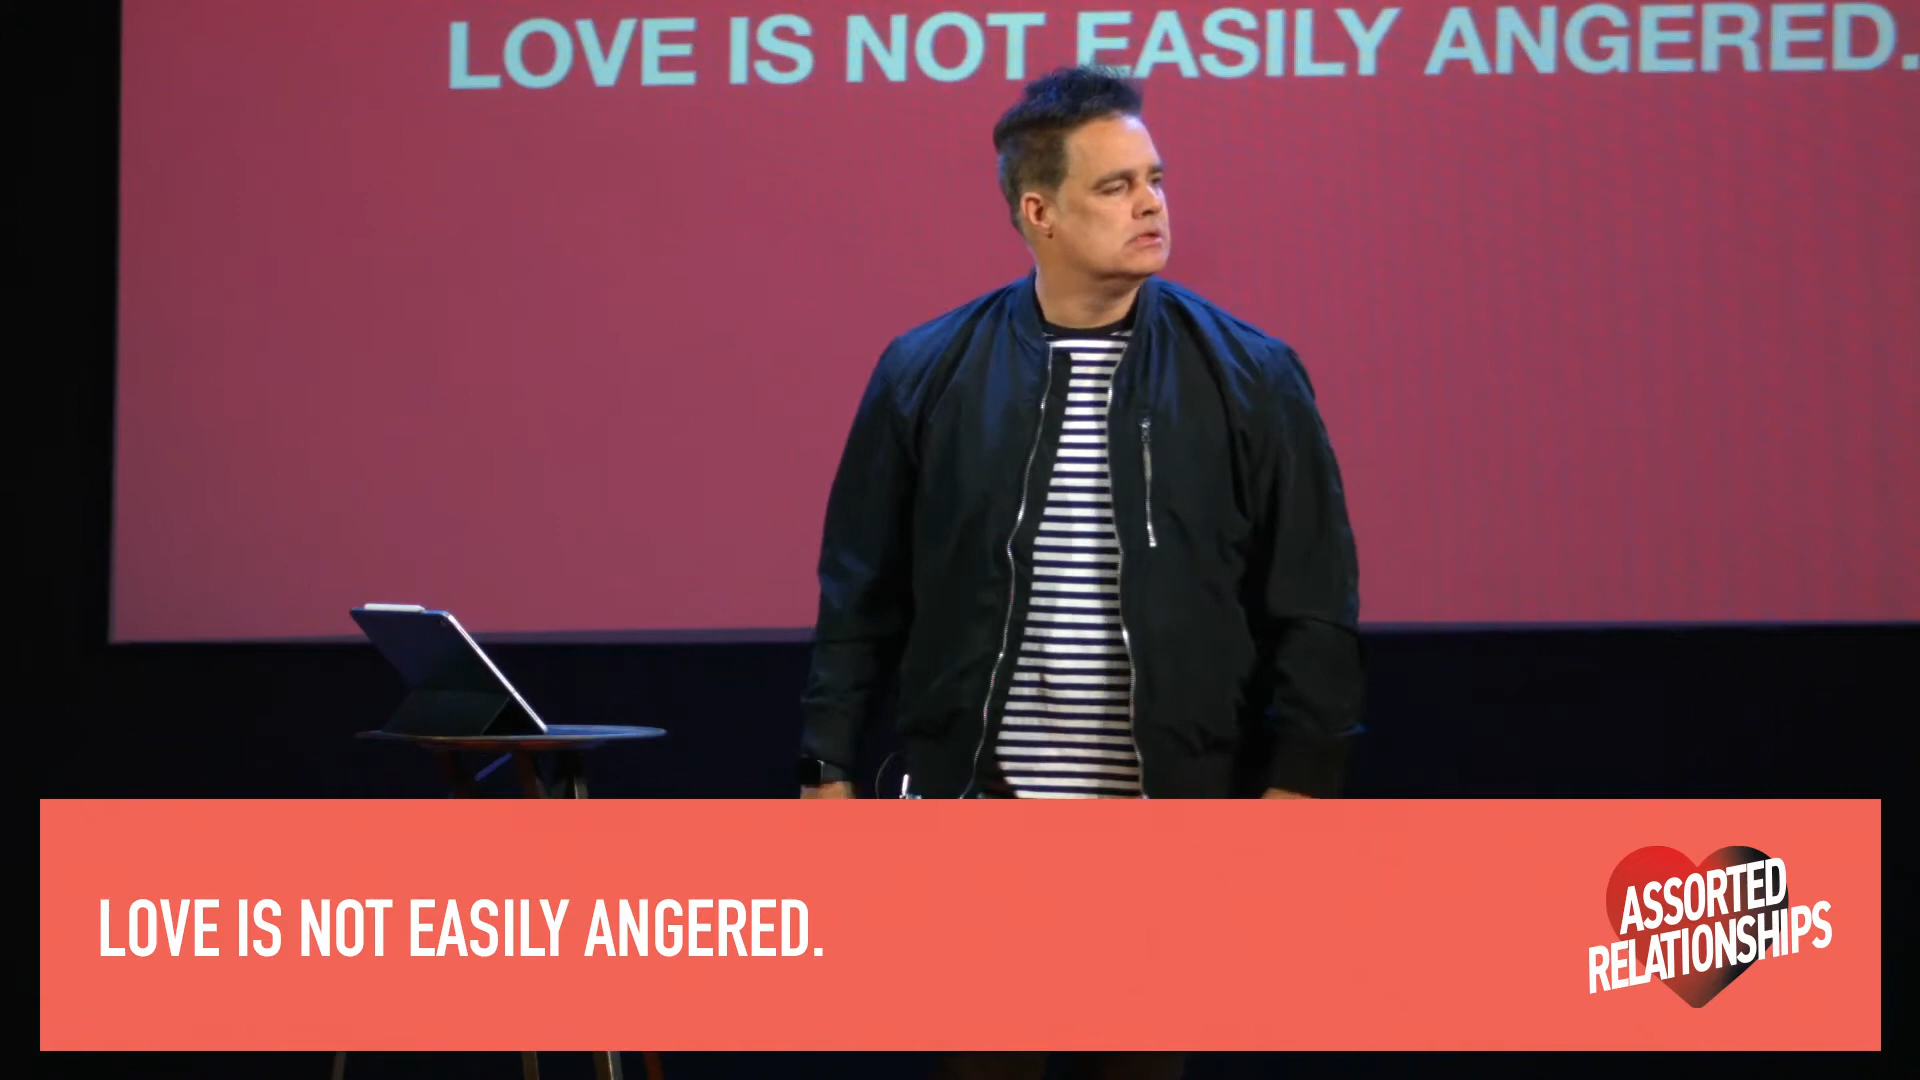 LOVE IS NOT EASILY ANGERED.
LOVE IS NOT EASILY ANGERED.
ASSORTED
RELATIONSHIPS